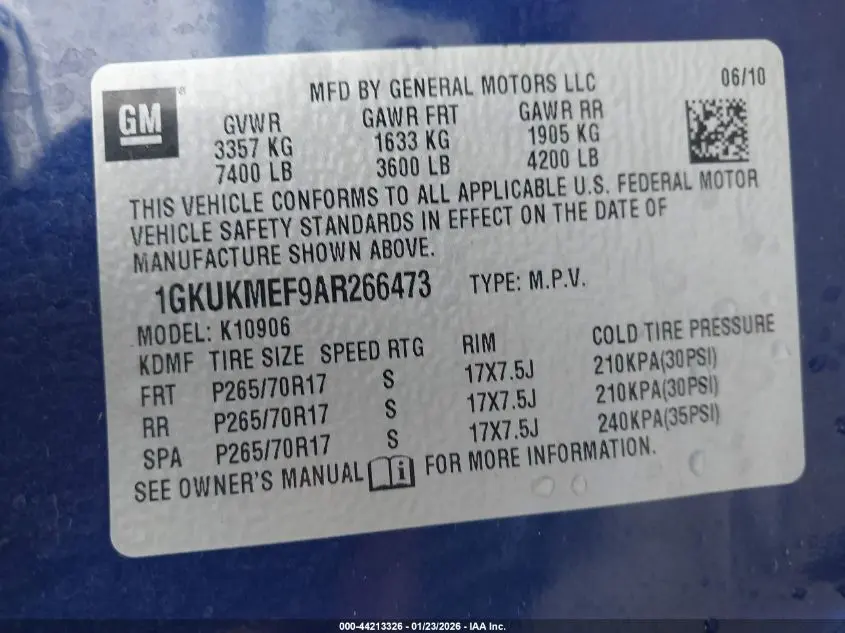 GM
®
MFD BY GENERAL MOTORS LLC
06/10
GVWR GAWR FRT GAWR RR
3357 KG 1633 KG 1905 KG
7400 LB 3600 LB 4200 LB
THIS VEHICLE CONFORMS TO ALL APPLICABLE U.S. FEDERAL MOTOR
VEHICLE SAFETY STANDARDS IN EFFECT ON THE DATE OF
MANUFACTURE SHOWN ABOVE.
1GKUKMEF9AR266473 TYPE: M.P.V.
MODEL: K10906
KDMF TIRE SIZE SPEED RTG RIM COLD TIRE PRESSURE
FRT P265/70R17 S 17X7.5J 210KPA(30PSI)
RR P265/70R17 S 17X7.5J 210KPA(30PSI)
SPA P265/70R17 S 17X7.5J 240KPA(35PSI)
SEE OWNER'S MANUAL i FOR MORE INFORMATION.
000-44213326 - 01/23/2026 - IAA Inc.